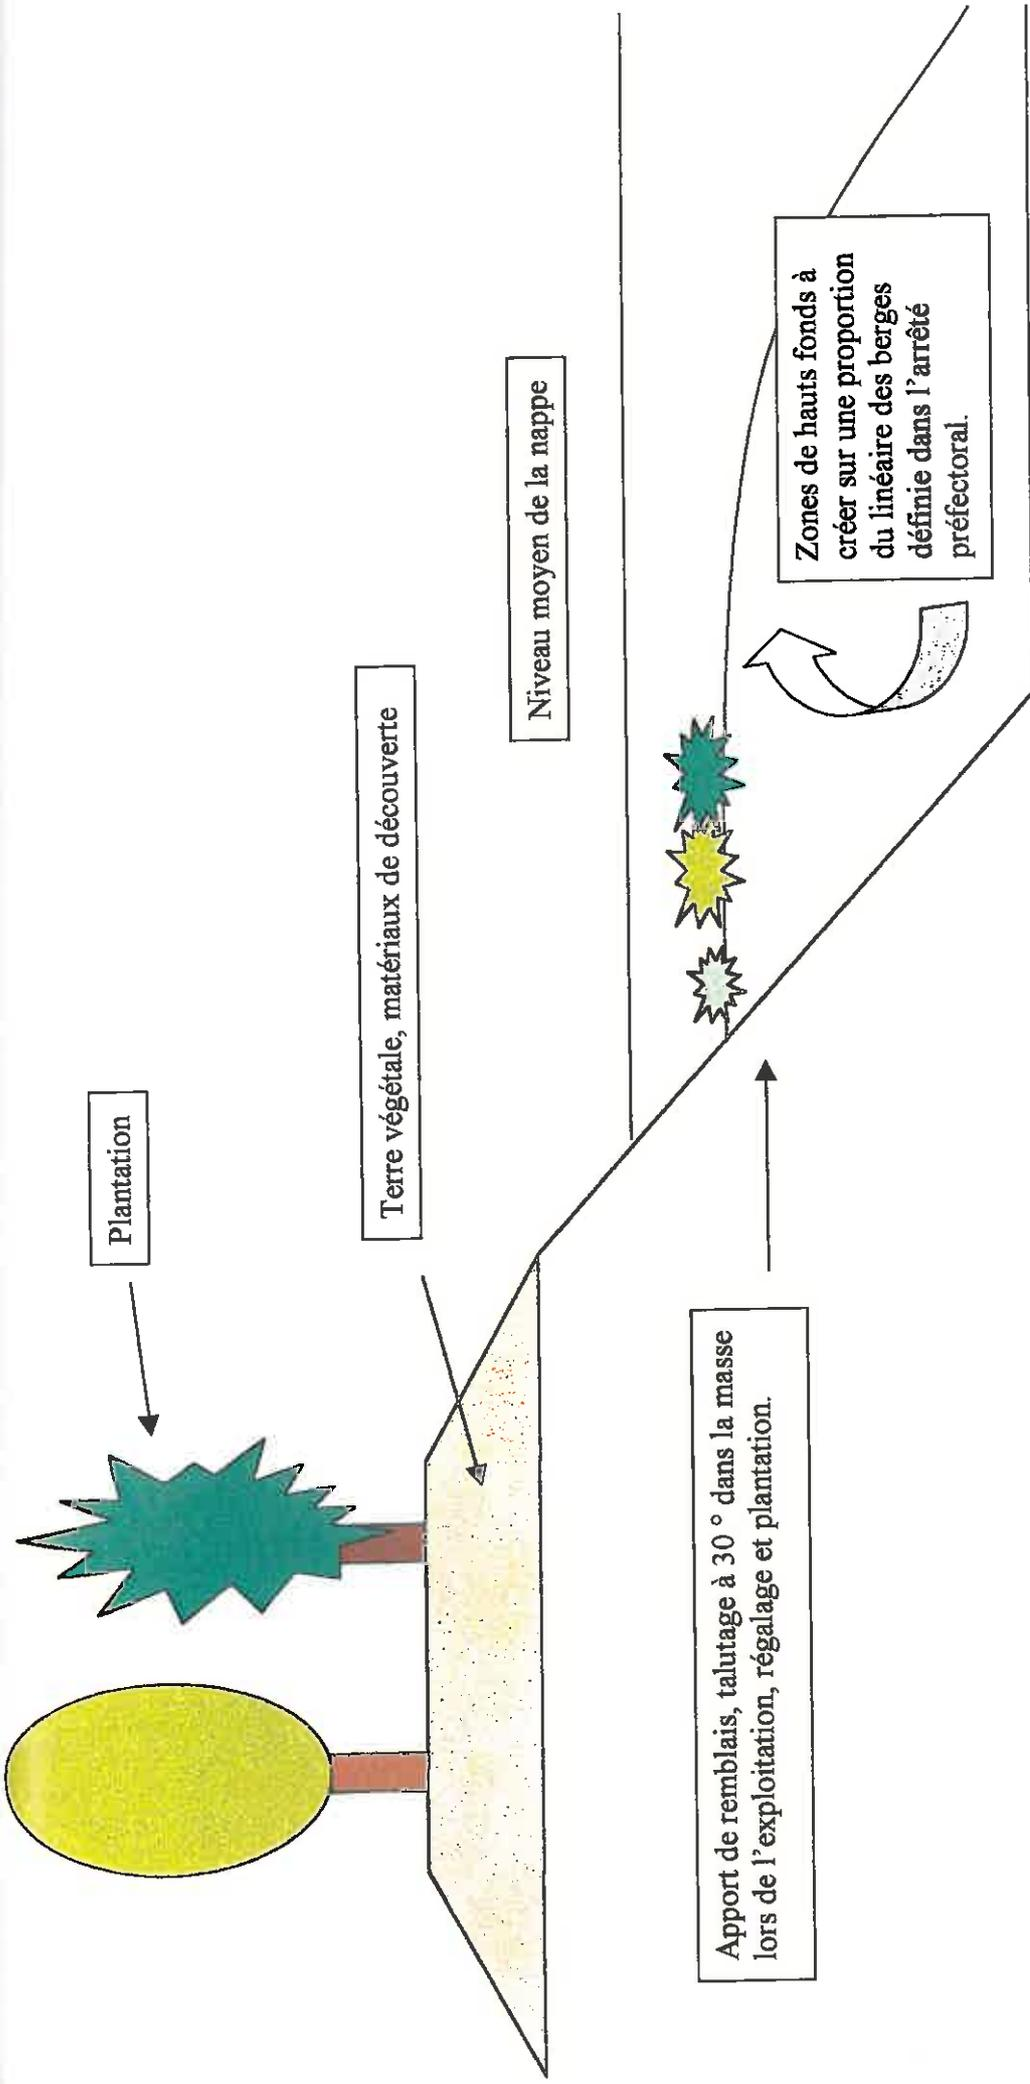 Plantation
Terre végétale, matériaux de découverte
Niveau moyen de la nappe
Zones de hauts fonds à
créer sur une proportion
du linéaire des berges
définie dans l'arrêté
préfectoral.
Apport de remblais, talutage à 30 ° dans la masse
lors de l'exploitation, régalage et plantation.